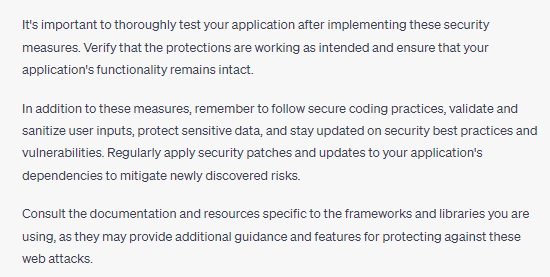 It's important to thoroughly test your application after implementing these security
measures. Verify that the protections are working as intended and ensure that your
application's functionality remains intact.
In addition to these measures, remember to follow secure coding practices, validate and
sanitize user inputs, protect sensitive data, and stay updated on security best practices and
vulnerabilities. Regularly apply security patches and updates to your application's
dependencies to mitigate newly discovered risks.
Consult the documentation and resources specific to the frameworks and libraries you are
using, as they may provide additional guidance and features for protecting against these
web attacks.